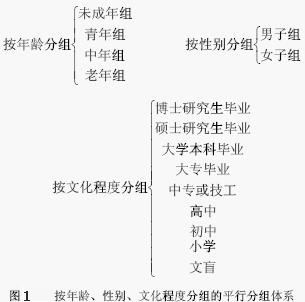 按年龄分组
未成年组
青年组
中年组
老年组
按性别分组
男子组
女子组
按文化程度分组
博士研究生毕业
硕士研究生毕业
大学本科毕业
大专毕业
中专或技工
高中
初中
小学
文盲
图1 按年龄、性别、文化程度分组的平行分组体系